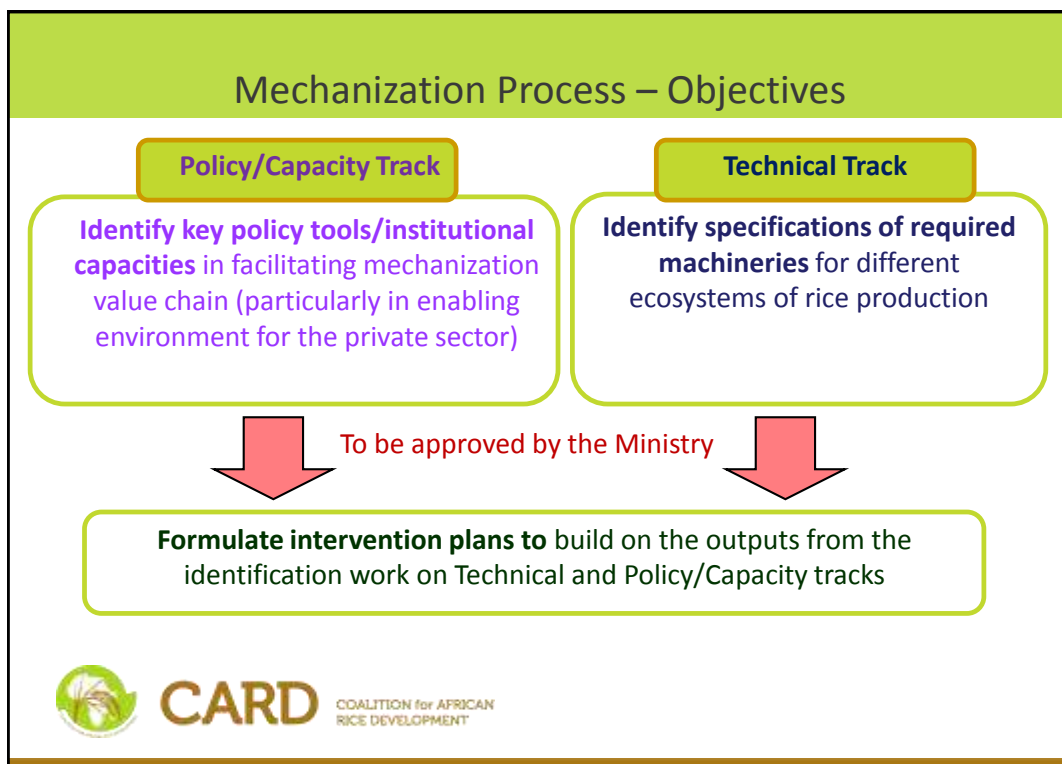 Mechanization Process – Objectives
Policy/Capacity Track
Identify key policy tools/institutional
capacities in facilitating mechanization
value chain (particularly in enabling
environment for the private sector)
Technical Track
Identify specifications of required
machineries for different
ecosystems of rice production
To be approved by the Ministry
Formulate intervention plans to build on the outputs from the
identification work on Technical and Policy/Capacity tracks
CARD
COALITION for AFRICAN
RICE DEVELOPMENT